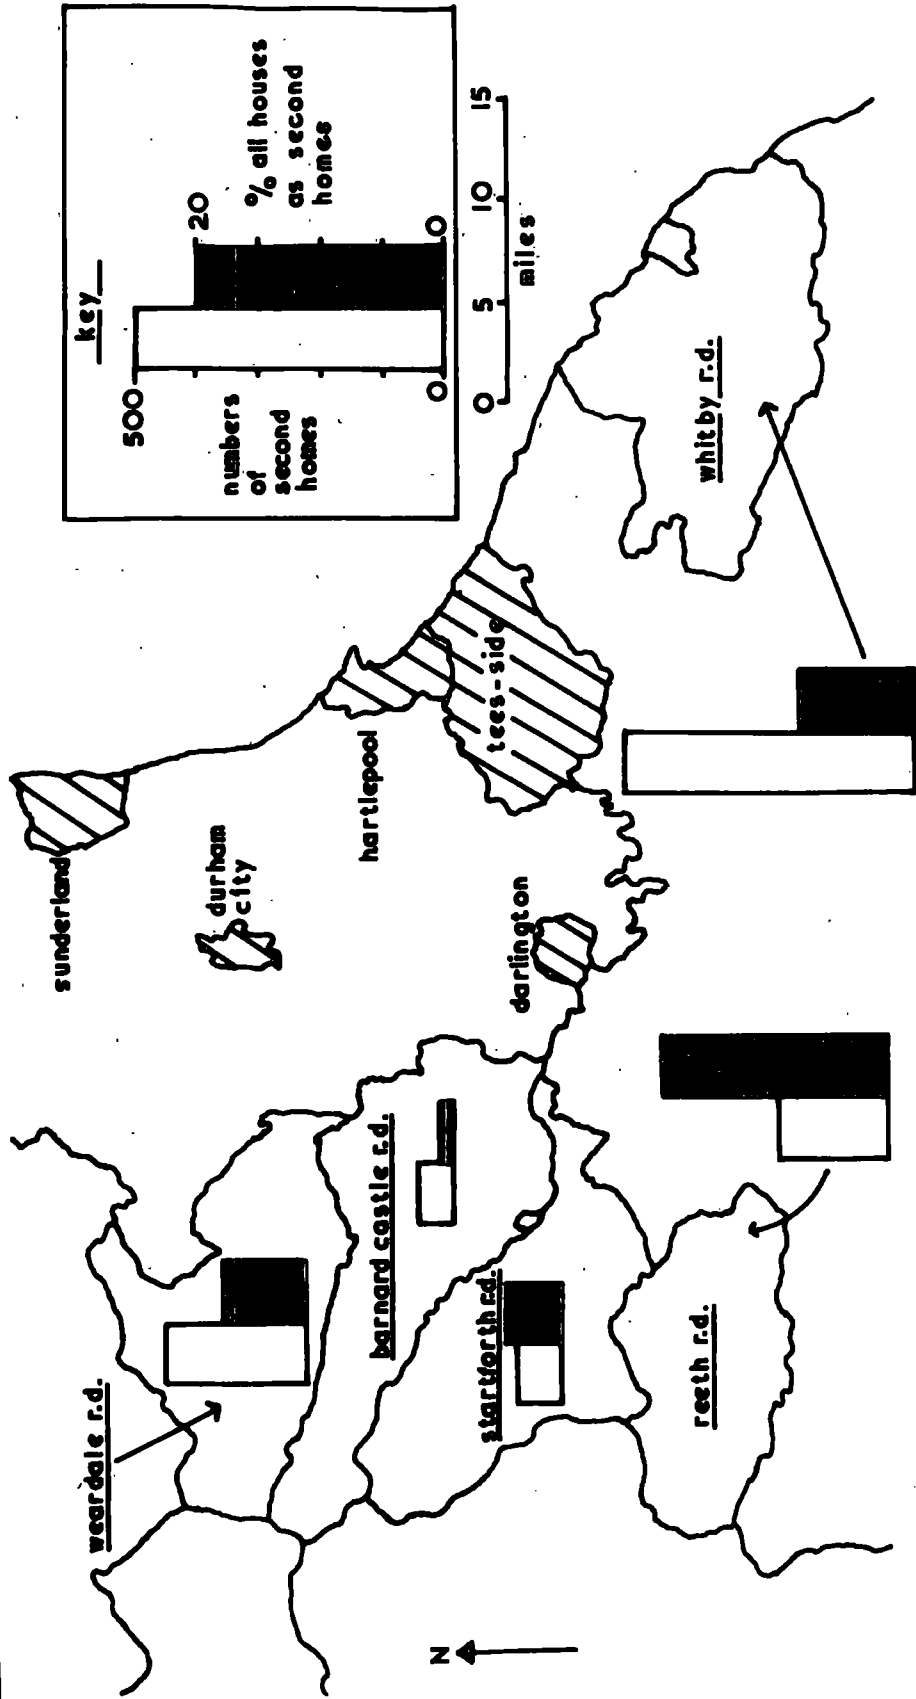 key
500
20
numbers
of
second
homes
% all houses
as second
homes
0
0
0
5
10
15
miles
sunderland
durham
city
hartlepool
tees-side
darlington
weardale r.d.
barnard castle r.d.
startforth r.d.
reeth r.d.
whitby r.d.
N